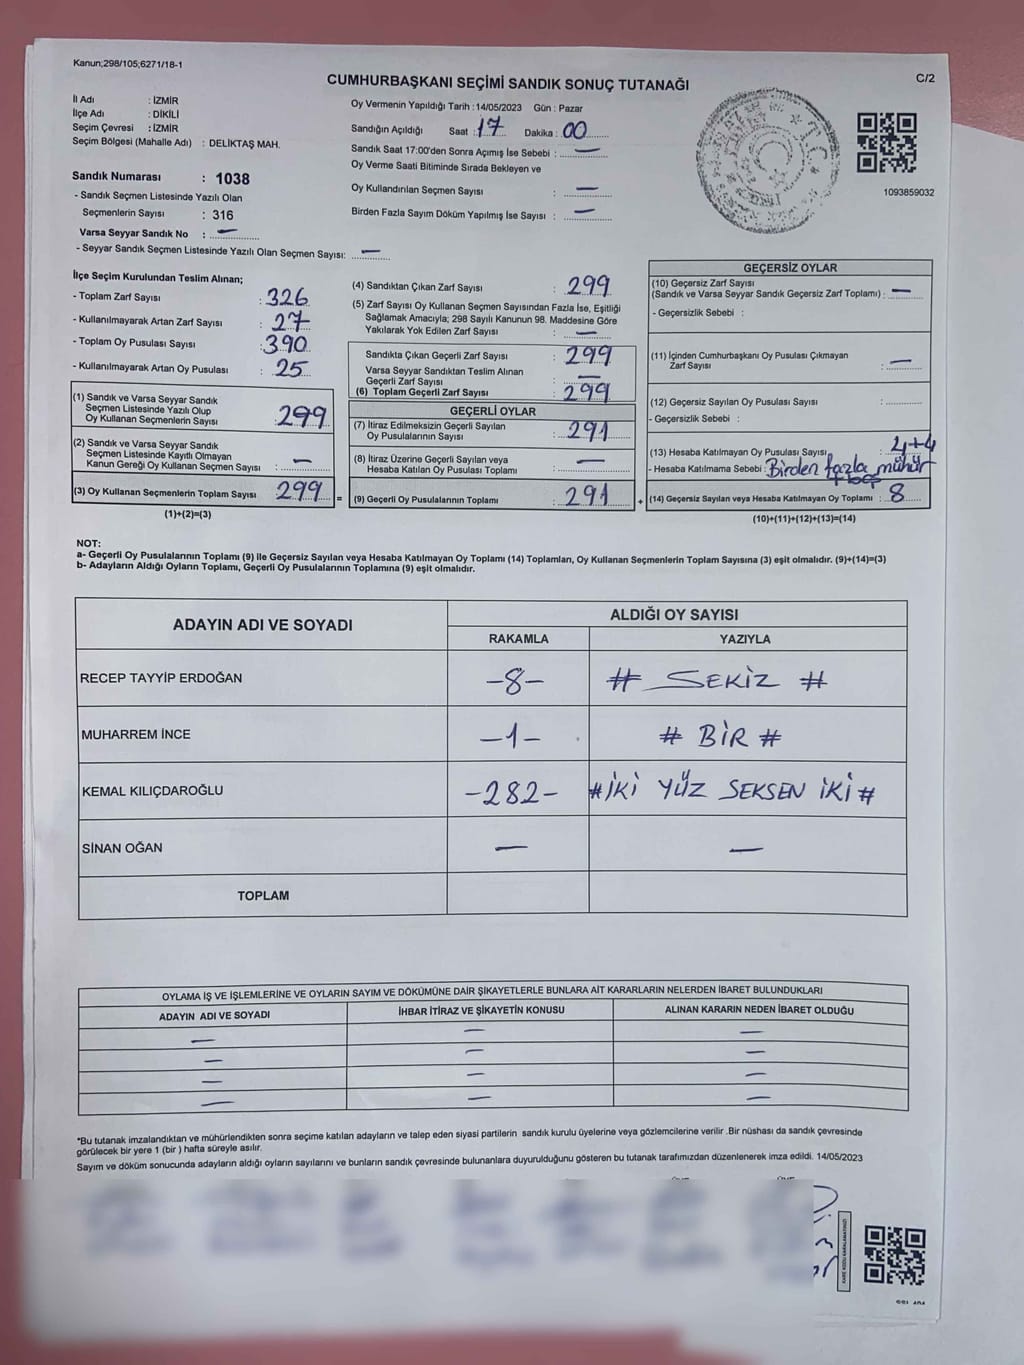 Kanun;298/105;6271/18-1
C/2
CUMHURBAŞKANI SEÇİMİ SANDIK SONUÇ TUTANAĞI
İl Adı : İZMİR
İlçe Adı : DİKİLİ
Seçim Çevresi : İZMİR
Seçim Bölgesi (Mahalle Adı) : DELİKTAŞ MAH.
Sandık Numarası : 1038
- Sandık Seçmen Listesinde Yazılı Olan
Seçmenlerin Sayısı : 316
Varsa Seyyar Sandık No : —
- Seyyar Sandık Seçmen Listesinde Yazılı Olan Seçmen Sayısı: —
Oy Vermenin Yapıldığı Tarih : 14/05/2023 Gün : Pazar
Sandığın Açıldığı Saat : 17 Dakika : 00
Sandık Saat 17:00'den Sonra Açımış İse Sebebi : —
Oy Verme Saati Bitiminde Sırada Bekleyen ve
Oy Kullandırılan Seçmen Sayısı : —
Birden Fazla Sayım Döküm Yapılmış İse Sayısı : —
T.C.
1093859032
İlçe Seçim Kurulundan Teslim Alınan;
- Toplam Zarf Sayısı : 326
- Kullanılmayarak Artan Zarf Sayısı : 27
- Toplam Oy Pusulası Sayısı : 390
- Kullanılmayarak Artan Oy Pusulası : 25
(1) Sandık ve Varsa Seyyar Sandık
Seçmen Listesinde Yazılı Olup
Oy Kullanan Seçmenlerin Sayısı : 299
(2) Sandık ve Varsa Seyyar Sandık
Seçmen Listesinde Kayıtlı Olmayan
Kanun Gereği Oy Kullanan Seçmen Sayısı : —
(3) Oy Kullanan Seçmenlerin Toplam Sayısı : 299 =
(1)+(2)=(3)
(4) Sandıktan Çıkan Zarf Sayısı : 299
(5) Zarf Sayısı Oy Kullanan Seçmen Sayısından Fazla İse, Eşitliği
Sağlamak Amacıyla; 298 Sayılı Kanunun 98. Maddesine Göre
Yakılarak Yok Edilen Zarf Sayısı : —
Sandıkta Çıkan Geçerli Zarf Sayısı : 299
Varsa Seyyar Sandıktan Teslim Alınan
Geçerli Zarf Sayısı : —
(6) Toplam Geçerli Zarf Sayısı : 299
GEÇERLİ OYLAR
(7) İtiraz Edilmeksizin Geçerli Sayılan
Oy Pusulalarının Sayısı : 291
(8) İtiraz Üzerine Geçerli Sayılan veya
Hesaba Katılan Oy Pusulası Toplamı : —
(9) Geçerli Oy Pusulalarının Toplamı : 291 +
GEÇERSİZ OYLAR
(10) Geçersiz Zarf Sayısı
(Sandık ve Varsa Seyyar Sandık Geçersiz Zarf Toplamı) : —
- Geçersizlik Sebebi :
(11) İçinden Cumhurbaşkanı Oy Pusulası Çıkmayan
Zarf Sayısı : —
(12) Geçersiz Sayılan Oy Pusulası Sayısı :
- Geçersizlik Sebebi :
(13) Hesaba Katılmayan Oy Pusulası Sayısı : 4+4
- Hesaba Katılmama Sebebi : Birden fazla mühür
(14) Geçersiz Sayılan veya Hesaba Katılmayan Oy Toplamı : 8
(10)+(11)+(12)+(13)=(14)
NOT:
a- Geçerli Oy Pusulalarının Toplamı (9) ile Geçersiz Sayılan veya Hesaba Katılmayan Oy Toplamı (14) Toplamları, Oy Kullanan Seçmenlerin Toplam Sayısına (3) eşit olmalıdır. (9)+(14)=(3)
b- Adayların Aldığı Oyların Toplamı, Geçerli Oy Pusulalarının Toplamına (9) eşit olmalıdır.
ADAYIN ADI VE SOYADI
ALDIĞI OY SAYISI
RAKAMLA YAZIYLA
RECEP TAYYİP ERDOĞAN -8- # SEKİZ #
MUHARREM İNCE -1- # BİR #
KEMAL KILIÇDAROĞLU -282- #İKİ YÜZ SEKSEN İKİ#
SİNAN OĞAN — —
TOPLAM
OYLAMA İŞ VE İŞLEMLERİNE VE OYLARIN SAYIM VE DÖKÜMÜNE DAİR ŞİKAYETLERLE BUNLARA AİT KARARLARIN NELERDEN İBARET BULUNDUKLARI
ADAYIN ADI VE SOYADI İHBAR İTİRAZ VE ŞİKAYETİN KONUSU ALINAN KARARIN NEDEN İBARET OLDUĞU
— — —
— — —
— — —
— — —
*Bu tutanak imzalandıktan ve mühürlendikten sonra seçime katılan adayların ve talep eden siyasi partilerin sandık kurulu üyelerine veya gözlemcilerine verilir .Bir nüshası da sandık çevresinde
görülecek bir yere 1 (bir ) hafta süreyle asılır.
Sayım ve döküm sonucunda adayların aldığı oyların sayılarını ve bunların sandık çevresinde bulunanlara duyurulduğunu gösteren bu tutanak tarafımızdan düzenlenerek imza edildi. 14/05/2023
KARE KODU KARALAMAYINIZ!